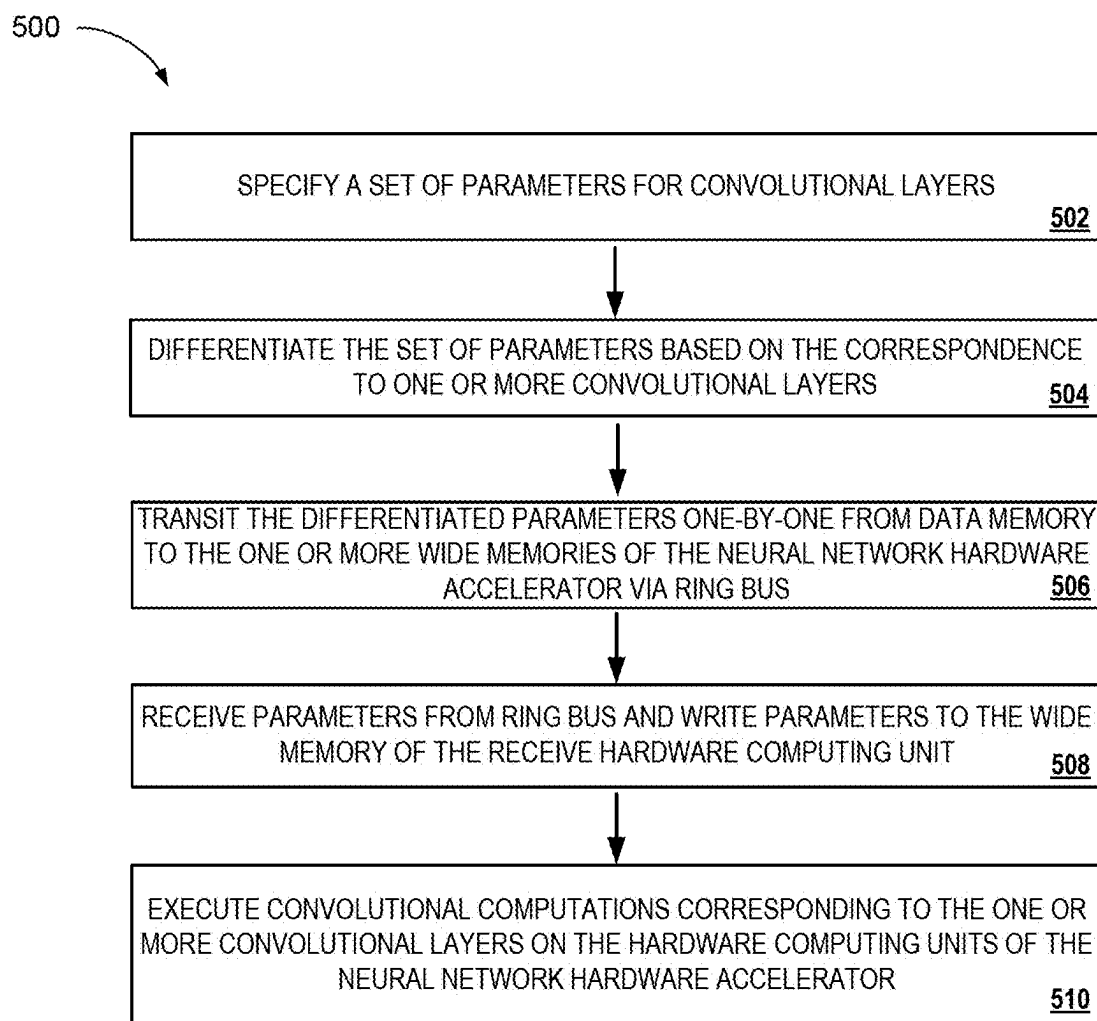 500
SPECIFY A SET OF PARAMETERS FOR CONVOLUTIONAL LAYERS
502
DIFFERENTIATE THE SET OF PARAMETERS BASED ON THE CORRESPONDENCE
TO ONE OR MORE CONVOLUTIONAL LAYERS
504
TRANSIT THE DIFFERENTIATED PARAMETERS ONE-BY-ONE FROM DATA MEMORY
TO THE ONE OR MORE WIDE MEMORIES OF THE NEURAL NETWORK HARDWARE
ACCELERATOR VIA RING BUS
506
RECEIVE PARAMETERS FROM RING BUS AND WRITE PARAMETERS TO THE WIDE
MEMORY OF THE RECEIVE HARDWARE COMPUTING UNIT
508
EXECUTE CONVOLUTIONAL COMPUTATIONS CORRESPONDING TO THE ONE OR
MORE CONVOLUTIONAL LAYERS ON THE HARDWARE COMPUTING UNITS OF THE
NEURAL NETWORK HARDWARE ACCELERATOR
510